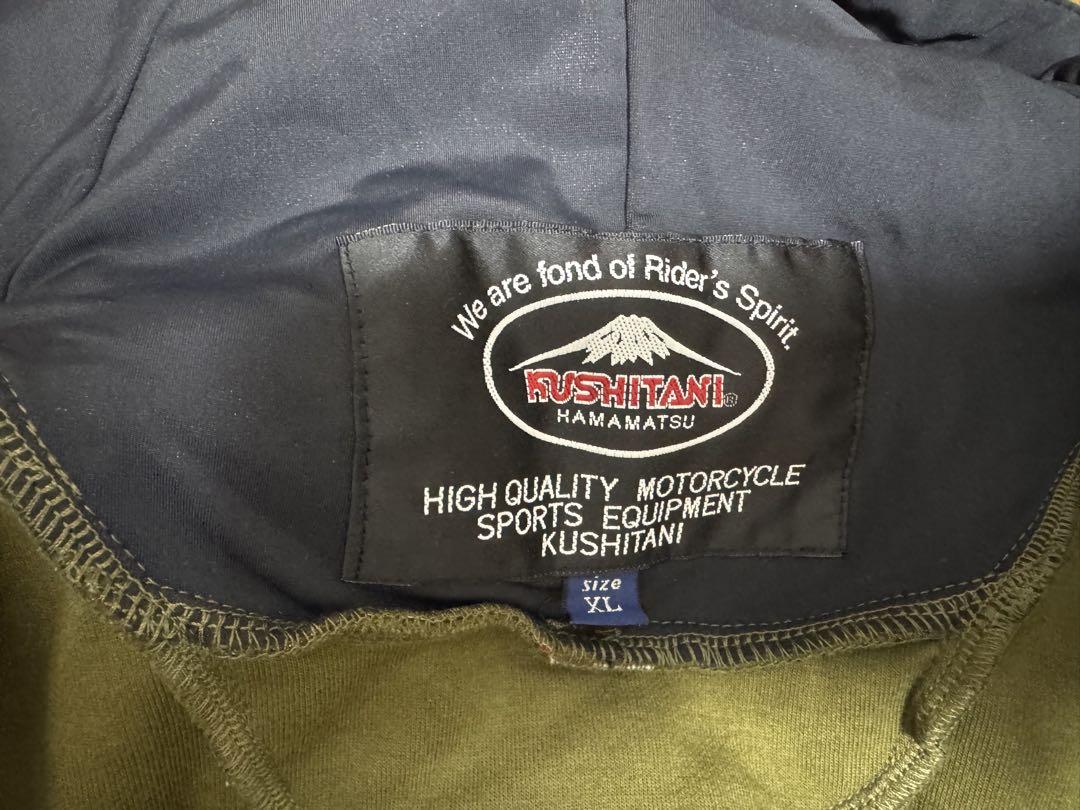 We are fond of Rider's Spirit.
KUSHITANI®
HAMAMATSU
HIGH QUALITY MOTORCYCLE
SPORTS EQUIPMENT
KUSHITANI
size
XL